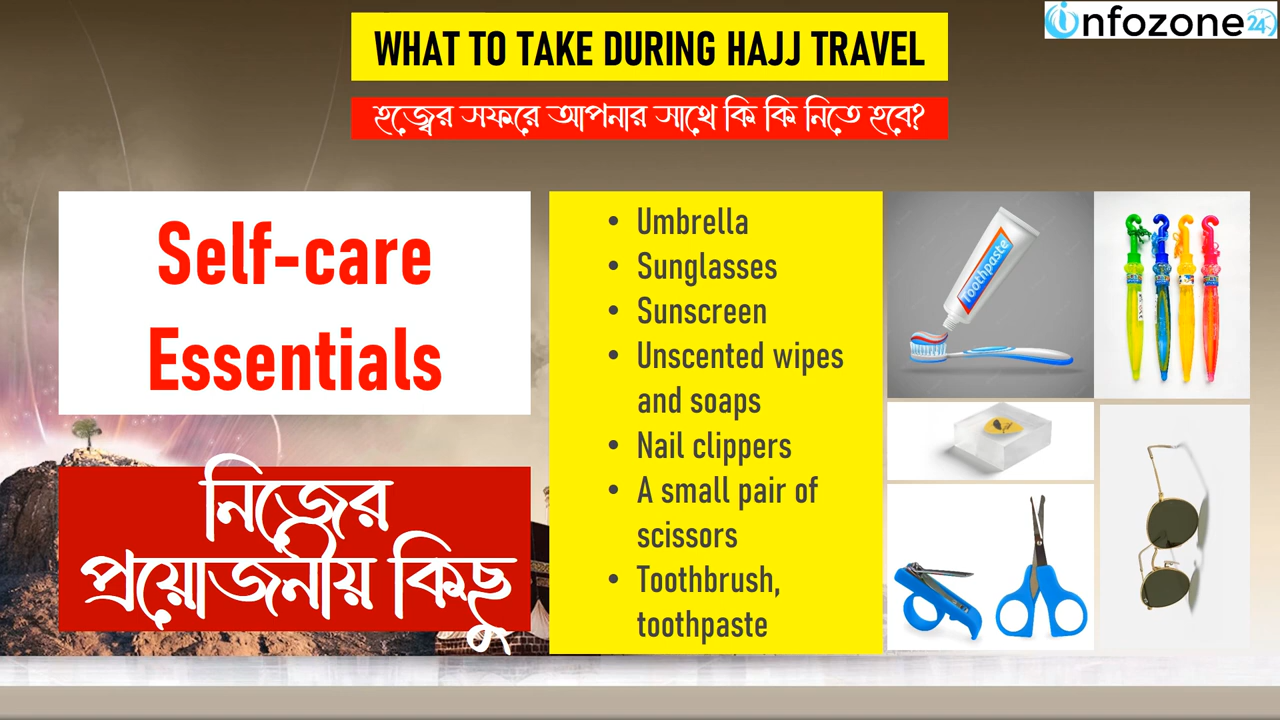 infozone24
WHAT TO TAKE DURING HAJJ TRAVEL
হজ্বের সফরে আপনার সাথে কি কি নিতে হবে?
Self-care
Essentials
নিজের
প্রয়োজনীয় কিছু
• Umbrella
• Sunglasses
• Sunscreen
• Unscented wipes
and soaps
• Nail clippers
• A small pair of
scissors
• Toothbrush,
toothpaste
Toothpaste